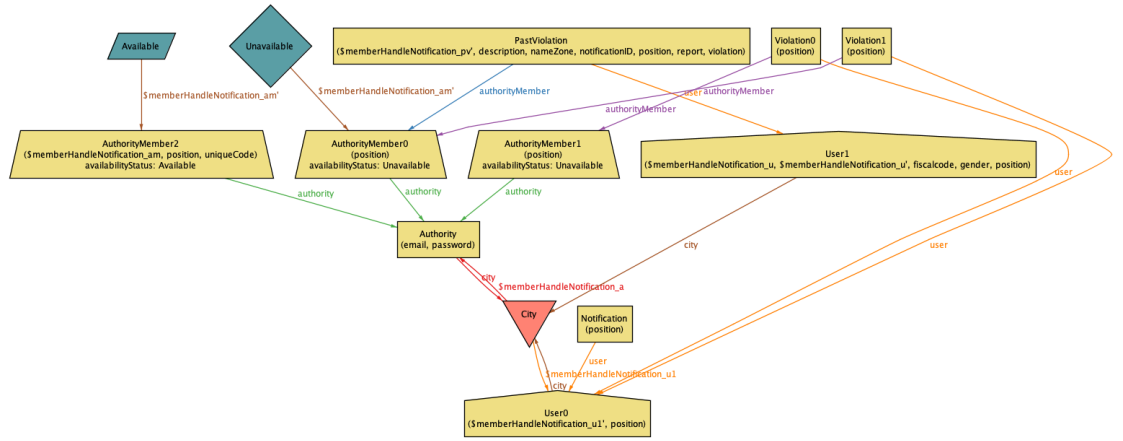 Available
Unavailable
PastViolation
($memberHandleNotification_pv', description, nameZone, notificationID, position, report, violation)
Violation0
(position)
Violation1
(position)
$memberHandleNotification_am'
$memberHandleNotification_am'
authorityMember
user
authorityMember
authorityMember
AuthorityMember2
($memberHandleNotification_am, position, uniqueCode)
availabilityStatus: Available
AuthorityMember0
(position)
availabilityStatus: Unavailable
AuthorityMember1
(position)
availabilityStatus: Unavailable
User1
($memberHandleNotification_u, $memberHandleNotification_u', fiscalcode, gender, position)
user
authority
authority
authority
Authority
(email, password)
city
user
city
$memberHandleNotification_a
City
Notification
(position)
user
$memberHandleNotification_u1
city
User0
($memberHandleNotification_u1', position)